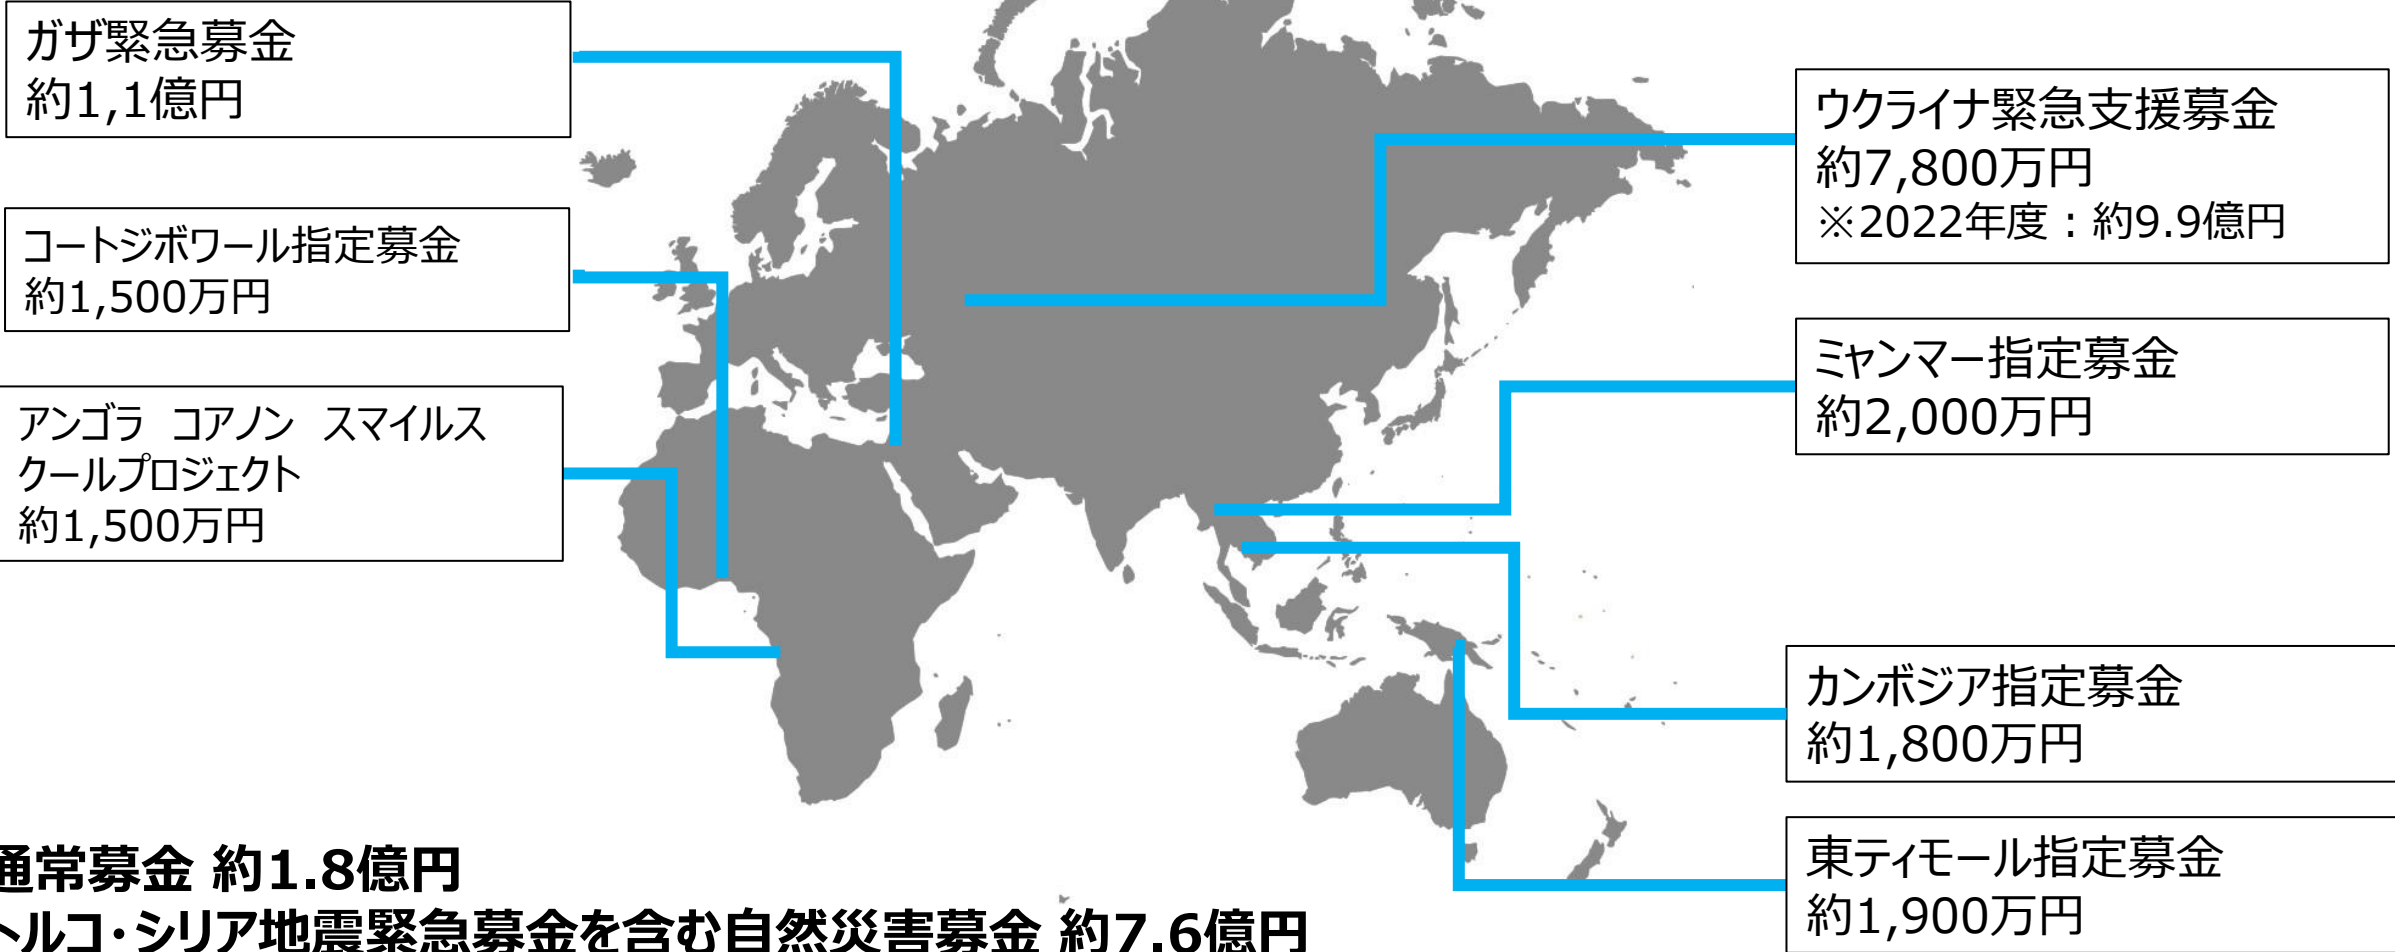 ガザ緊急募金
約1,1億円
コートジボワール指定募金
約1,500万円
アンゴラ　コアノン　スマイルス
クールプロジェクト
約1,500万円
ウクライナ緊急支援募金
約7,800万円
※2022年度：約9.9億円
ミャンマー指定募金
約2,000万円
カンボジア指定募金
約1,800万円
東ティモール指定募金
約1,900万円
通常募金 約1.8億円
トルコ・シリア地震緊急募金を含む自然災害募金 約7.6億円